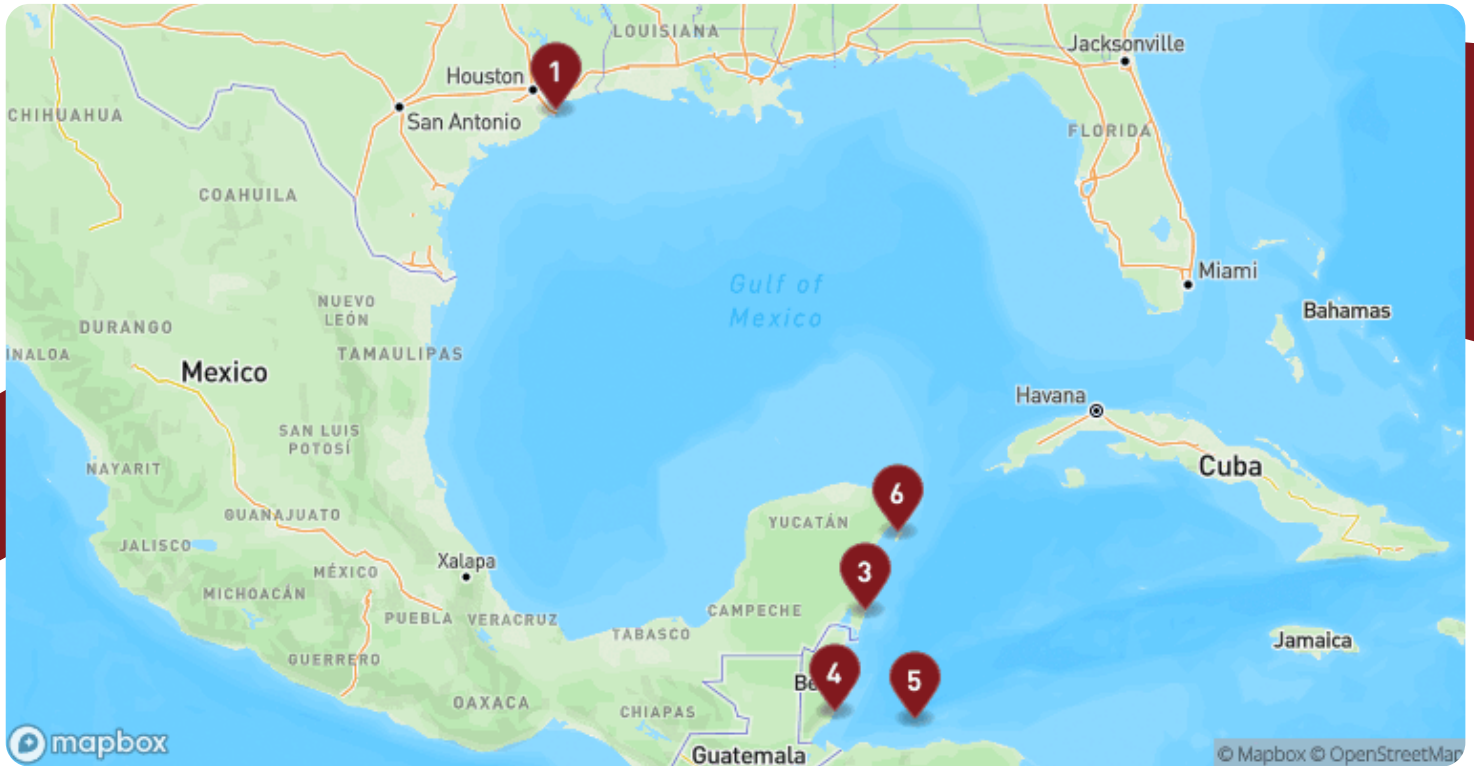 LOUISIANA
Jacksonville
Houston
1
CHIHUAHUA
San Antonio
FLORIDA
COAHUILA
Gulf of
Mexico
Miami
NUEVO
LEÓN
Bahamas
DURANGO
INALOA
TAMAULIPAS
Mexico
Havana
SAN LUIS
POTOSÍ
NAYARIT
Cuba
6
GUANAJUATO
YUCATÁN
JALISCO
Xalapa
MÉXICO
3
MICHOACÁN
CAMPECHE
PUEBLA
VERACRUZ
TABASCO
Jamaica
GUERRERO
Be
4
5
OAXACA
CHIAPAS
mapbox
Guatemala
© Mapbox © OpenStreetMap